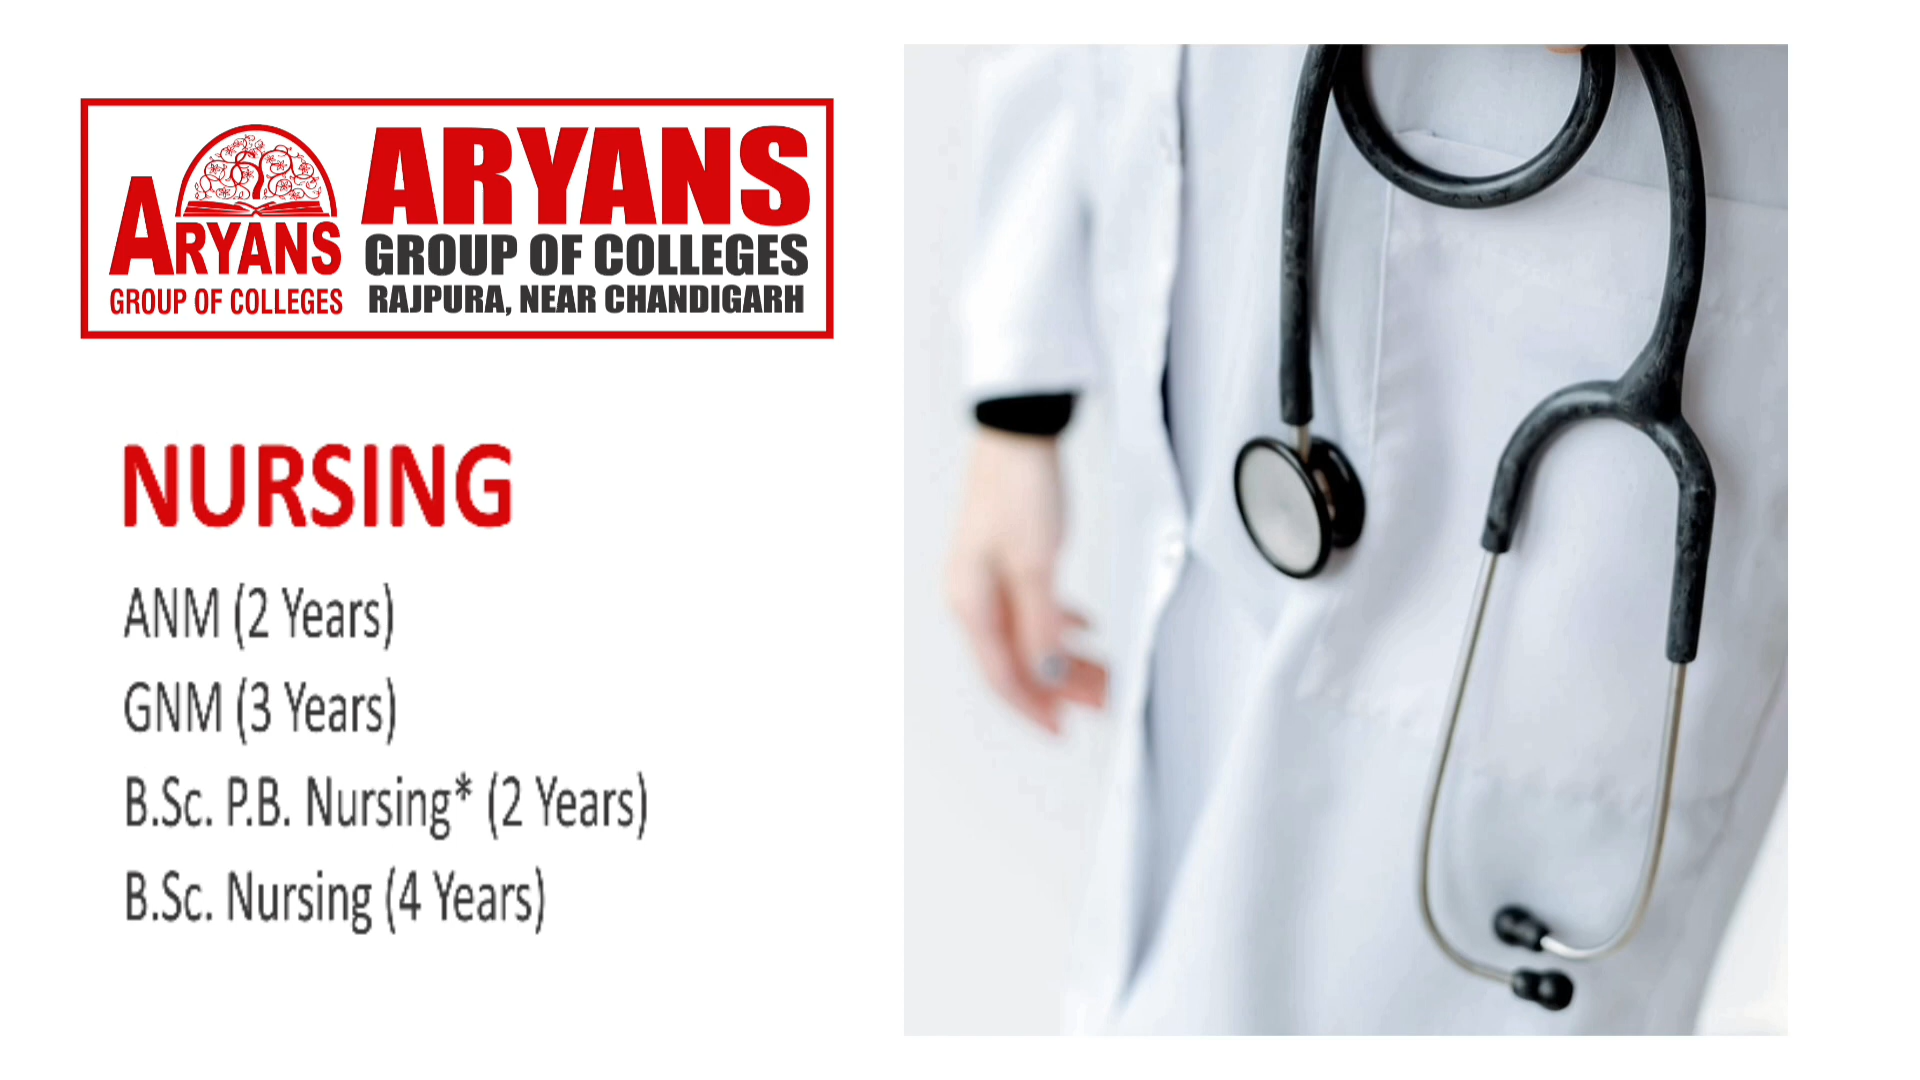 ARYANS
GROUP OF COLLEGES
ARYANS
GROUP OF COLLEGES
RAJPURA, NEAR CHANDIGARH
NURSING
ANM (2 Years)
GNM (3 Years)
B.Sc. P.B. Nursing* (2 Years)
B.Sc. Nursing (4 Years)